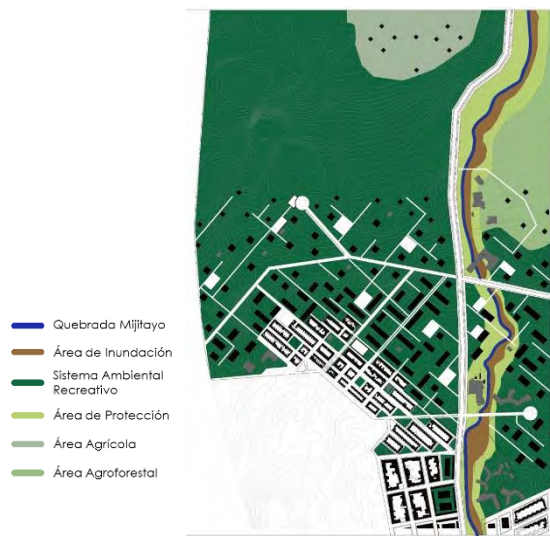 Quebrada Mijitayo
Área de Inundación
Sistema Ambiental
Recreativo
Área de Protección
Área Agrícola
Área Agroforestal